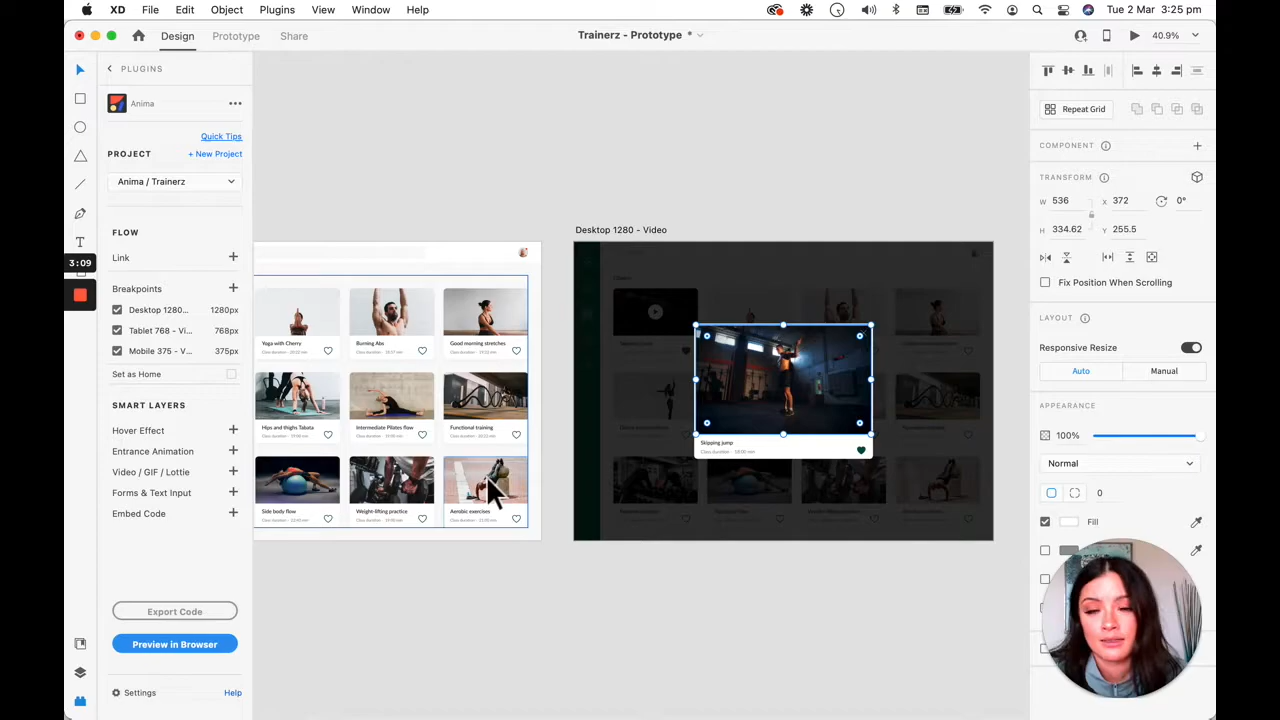 XD File Edit Object Plugins View Window Help
Tue 2 Mar 3:25 pm
Design Prototype Share
Trainerz - Prototype *
40.9%
PLUGINS
Anima
Quick Tips
PROJECT
+ New Project
Anima / Trainerz
FLOW
Link
Breakpoints
Desktop 1280... 1280px
Tablet 768 - Vi... 768px
Mobile 375 - V... 375px
Set as Home
SMART LAYERS
Hover Effect
Entrance Animation
Video / GIF / Lottie
Forms & Text Input
Embed Code
Export Code
Preview in Browser
Settings
Help
3:09
Yoga with Cherry
Burning Abs
Good morning stretches
Hips and thighs Tabata
Intermediate Pilates flow
Functional training
Side body flow
Weight-lifting practice
Aerobic exercises
Desktop 1280 - Video
Skipping jump
Class duration - 18:00 min
Repeat Grid
COMPONENT
TRANSFORM
W 536 X 372 0°
H 334.62 Y 255.5
Fix Position When Scrolling
LAYOUT
Responsive Resize
Auto Manual
APPEARANCE
100%
Normal
0
Fill